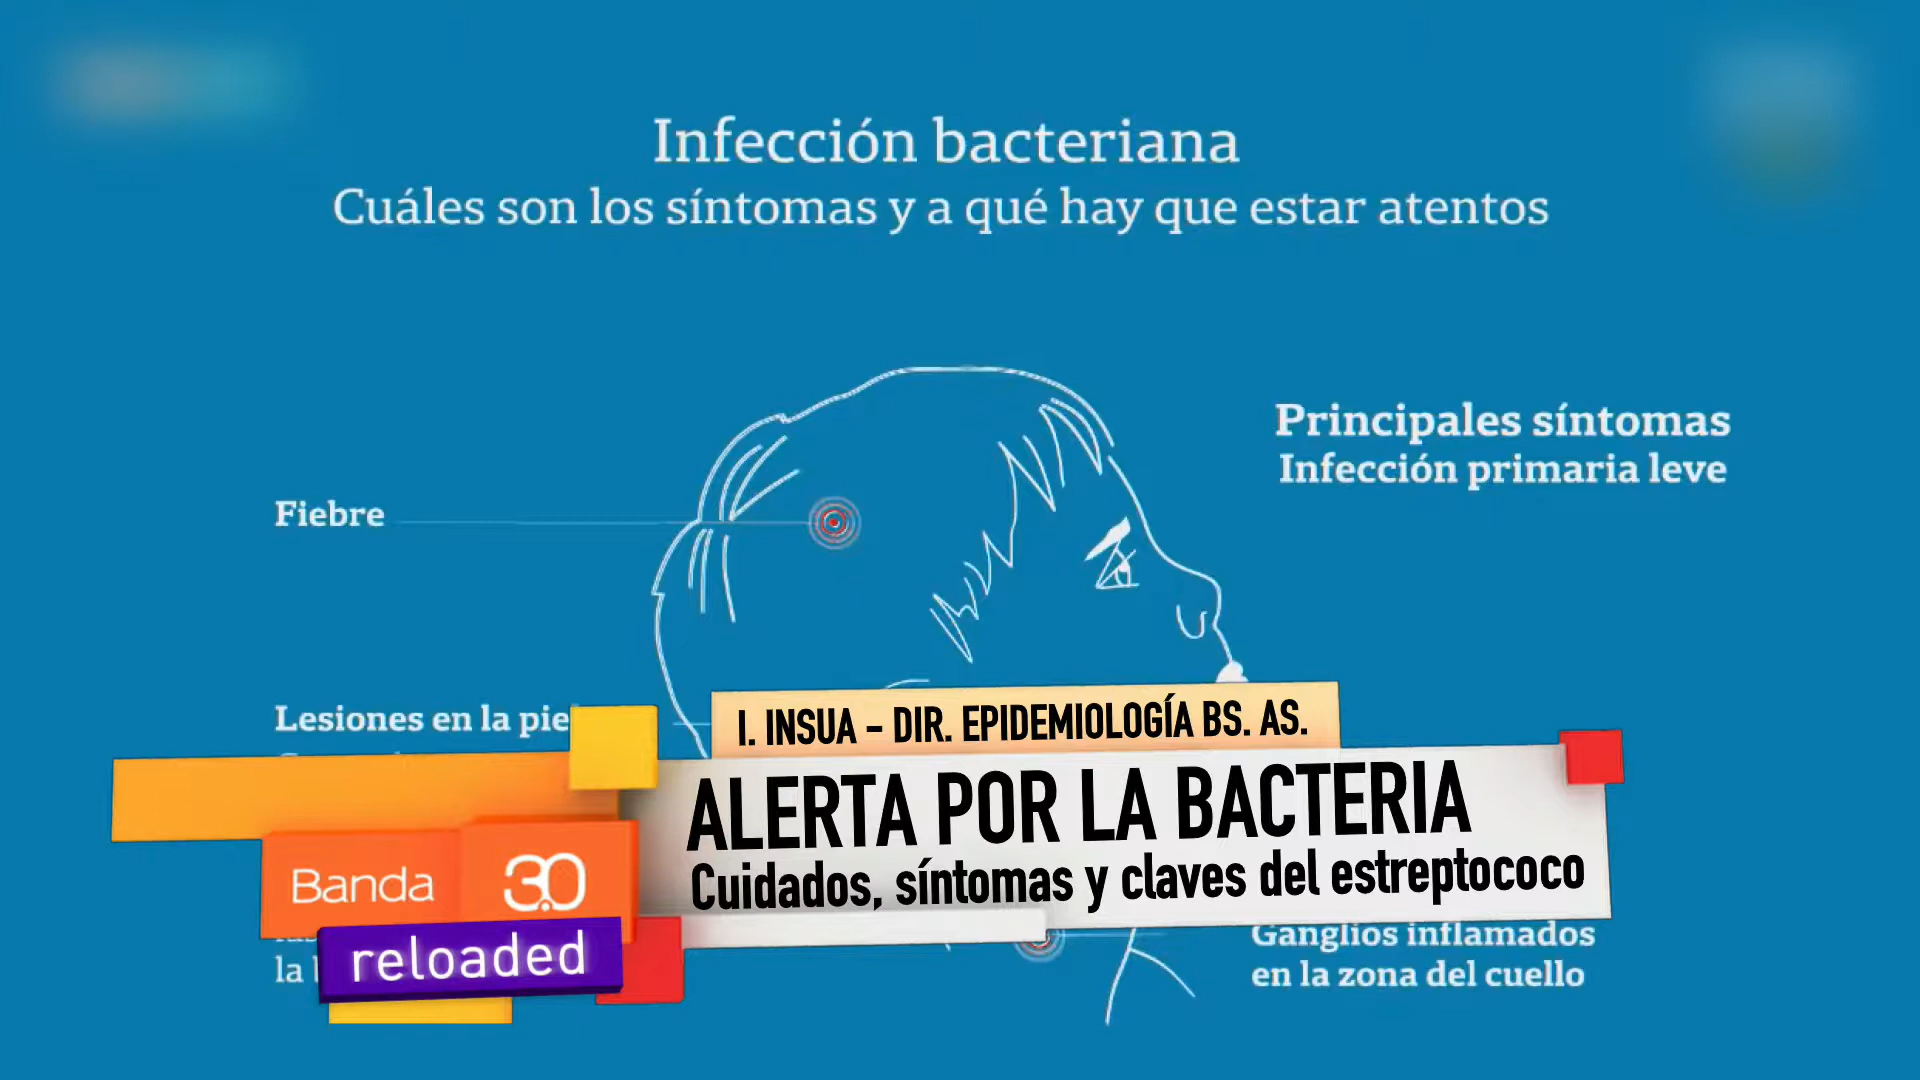 Infección bacteriana
Cuáles son los síntomas y a qué hay que estar atentos
Principales síntomas
Infección primaria leve
Fiebre
Lesiones en la
I. INSUA - DIR. EPIDEMIOLOGÍA BS. AS.
ALERTA POR LA BACTERIA
Cuidados, síntomas y claves del estreptococo
Banda 3.0
reloaded
la
Ganglios inflamados
en la zona del cuello